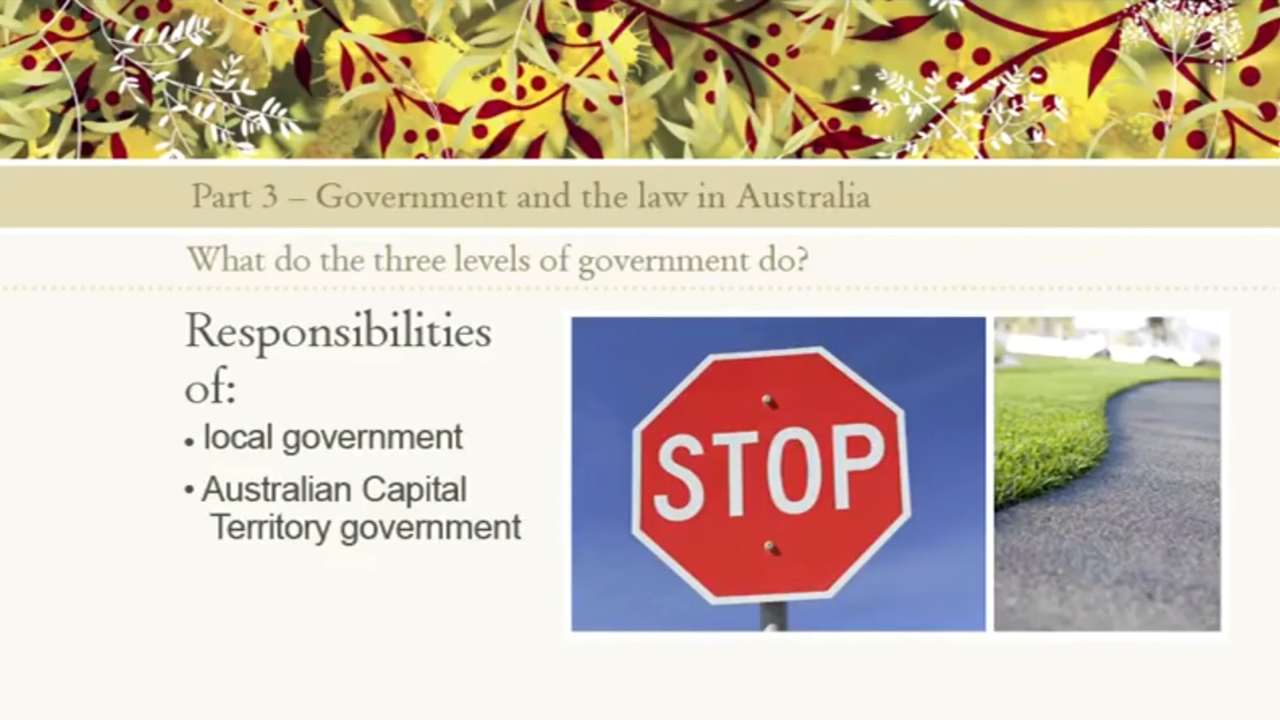 Part 3 – Government and the law in Australia
What do the three levels of government do?
Responsibilities
of:
• local government
• Australian Capital
Territory government
STOP